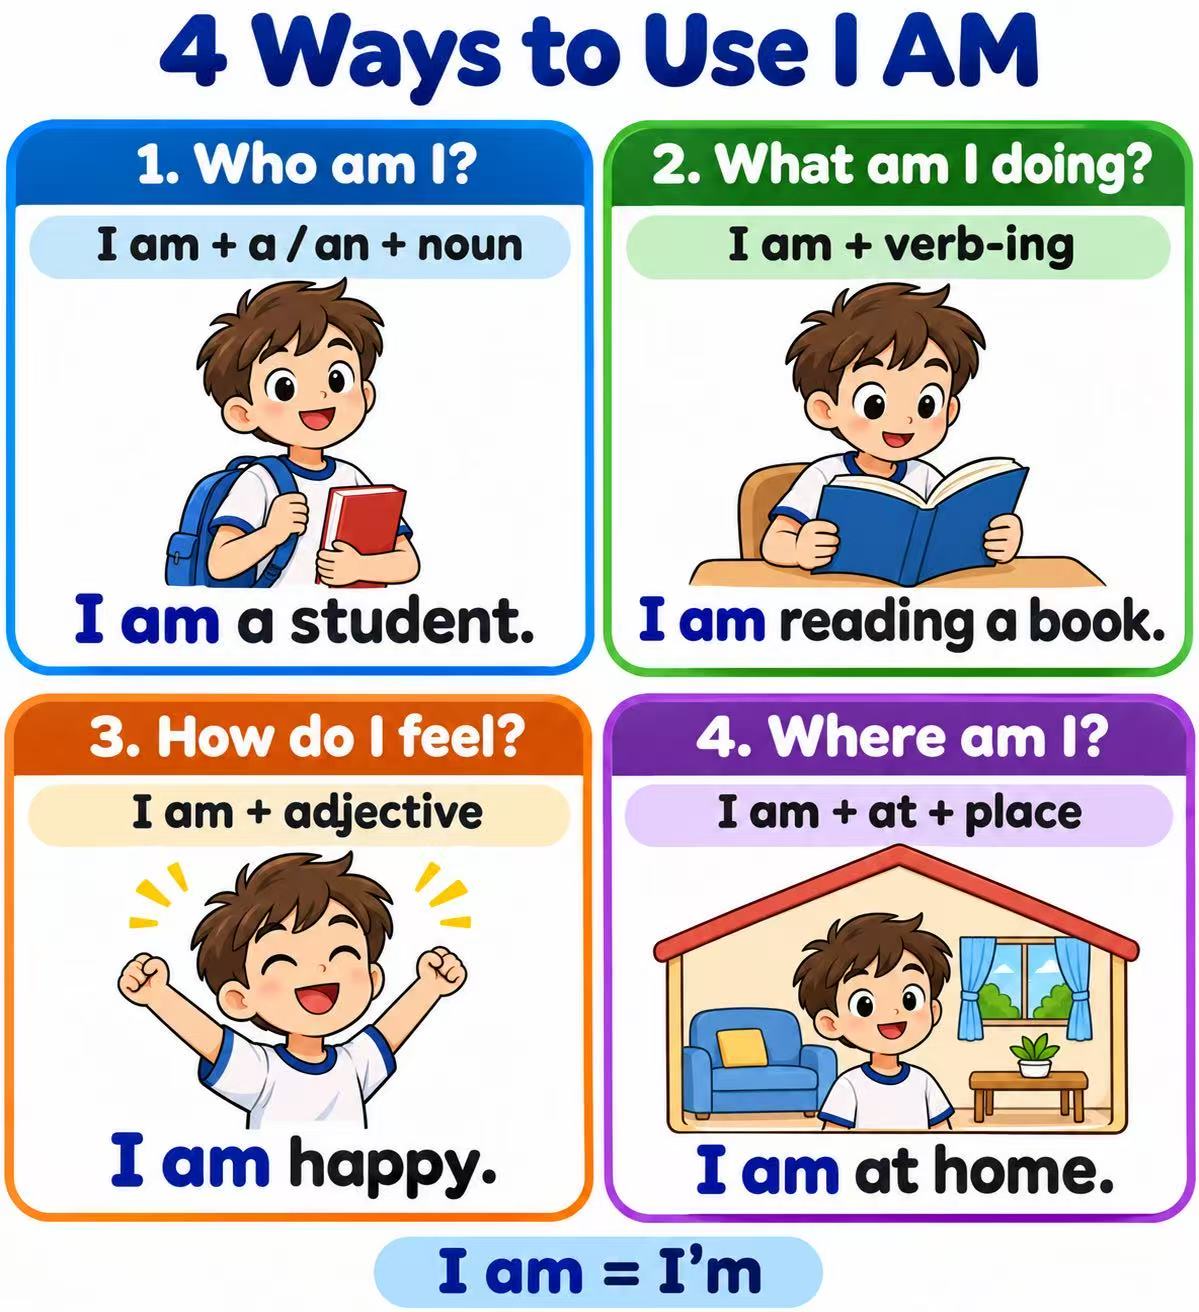 4 Ways to Use I AM
1. Who am I?
I am + a / an + noun
I am a student.
2. What am I doing?
I am + verb-ing
I am reading a book.
3. How do I feel?
I am + adjective
I am happy.
4. Where am I?
I am + at + place
I am at home.
I am = I'm